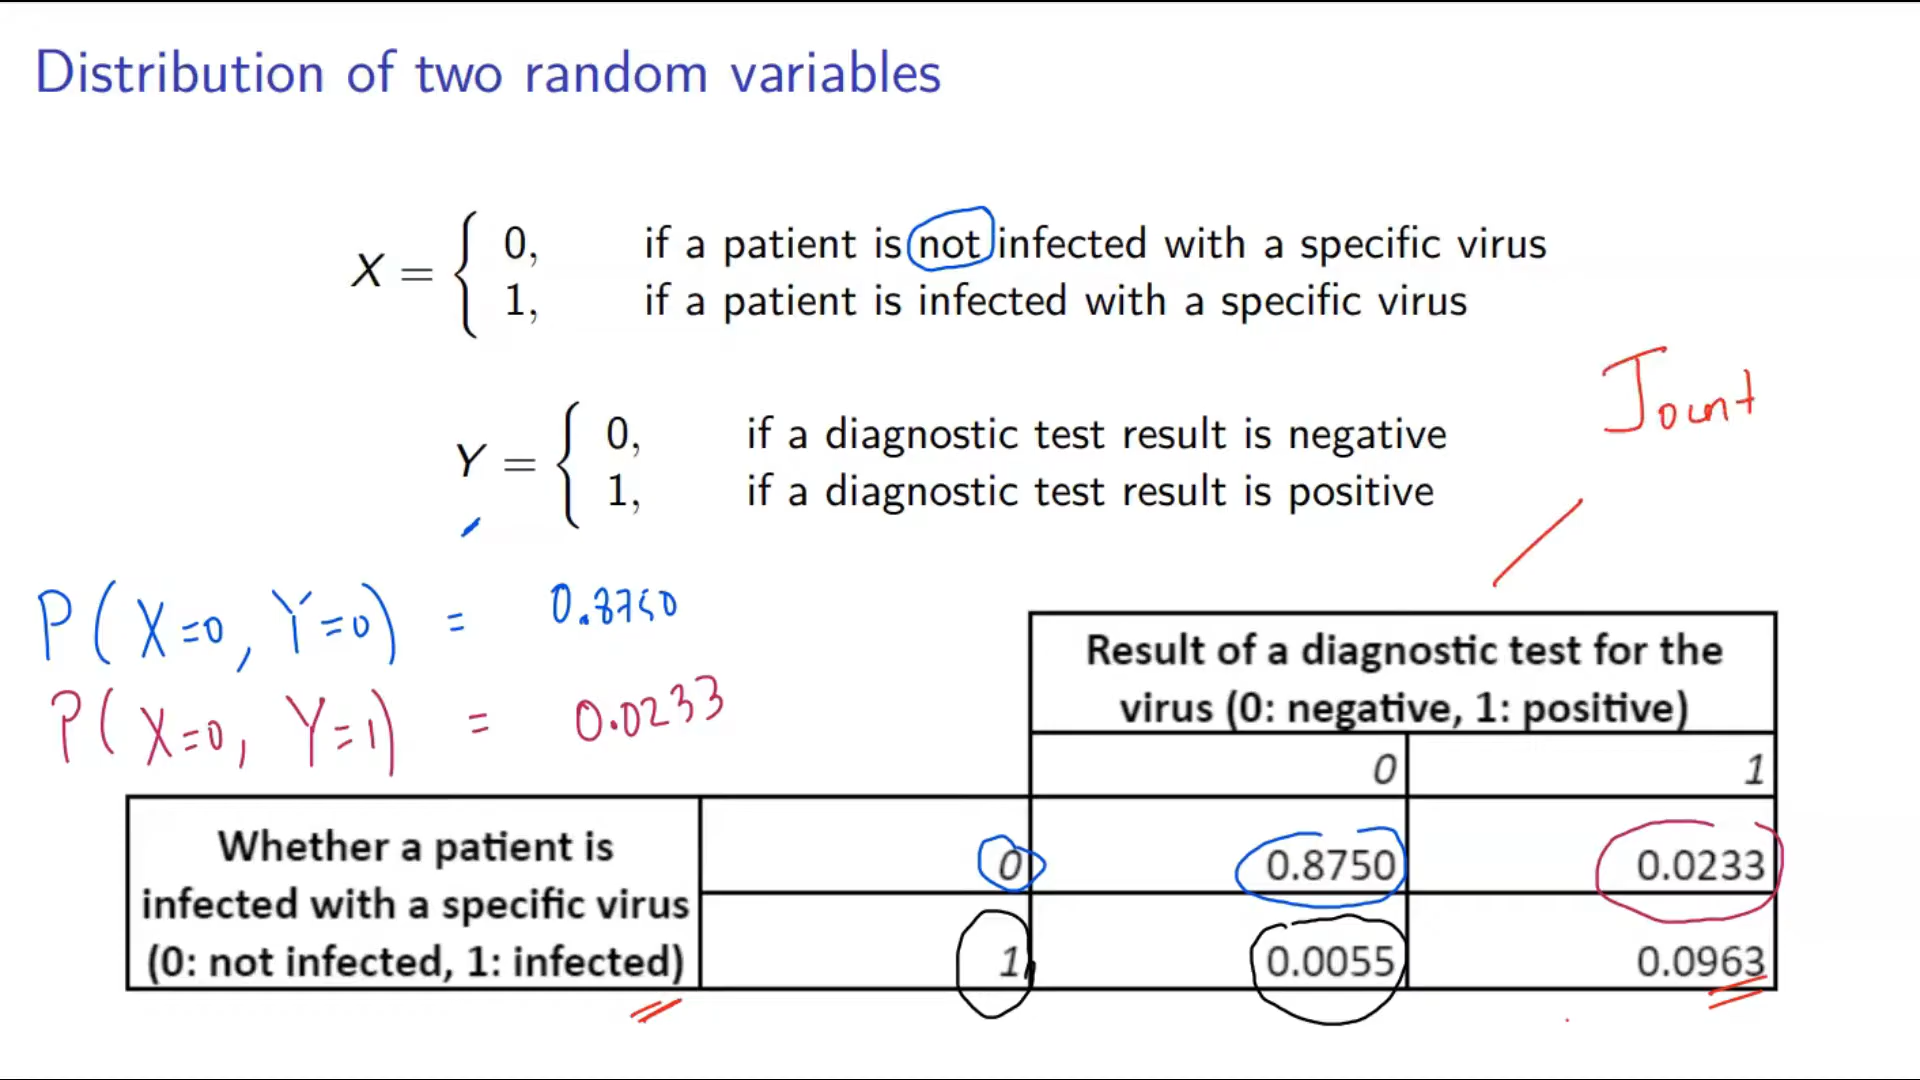 Distribution of two random variables
X = { 0, if a patient is not infected with a specific virus
1, if a patient is infected with a specific virus
Joint
Y = { 0, if a diagnostic test result is negative
1, if a diagnostic test result is positive
P(X=0, Y=0) = 0.8750
P(X=0, Y=1) = 0.0233
Result of a diagnostic test for the
virus (0: negative, 1: positive)
0 1
Whether a patient is
infected with a specific virus
(0: not infected, 1: infected)
0 0.8750 0.0233
1 0.0055 0.0963